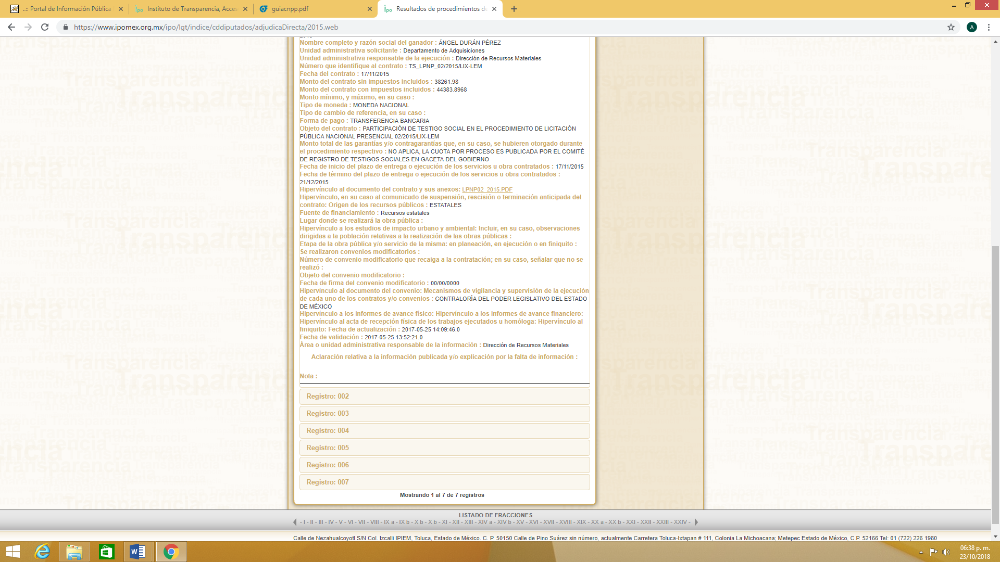 ..:: Portal de Información Pública
Instituto de Transparencia, Acces
guiacnpp.pdf
Resultados de procedimientos de
https://www.ipomex.org.mx/ipo/lgt/indice/cddiputados/adjudicaDirecta/2015.web
A
Nombre completo y razón social del ganador : ÁNGEL DURÁN PÉREZ
Unidad administrativa solicitante : Departamento de Adquisiciones
Unidad administrativa responsable de la ejecución : Dirección de Recursos Materiales
Número que identifique al contrato : TS_LPNP_02/2015/LIX-LEM
Fecha del contrato : 17/11/2015
Monto del contrato sin impuestos incluidos : 38261.98
Monto del contrato con impuestos incluidos : 44383.8968
Monto mínimo, y máximo, en su caso :
Tipo de moneda : MONEDA NACIONAL
Tipo de cambio de referencia, en su caso :
Forma de pago : TRANSFERENCIA BANCARIA
Objeto del contrato : PARTICIPACIÓN DE TESTIGO SOCIAL EN EL PROCEDIMIENTO DE LICITACIÓN
PÚBLICA NACIONAL PRESENCIAL 02/2015/LIX-LEM
Monto total de las garantías y/o contragarantías que, en su caso, se hubieren otorgado durante
el procedimiento respectivo : NO APLICA, LA CUOTA POR PROCESO ES PUBLICADA POR EL COMITÉ
DE REGISTRO DE TESTIGOS SOCIALES EN GACETA DEL GOBIERNO
Fecha de inicio del plazo de entrega o ejecución de los servicios u obra contratados : 17/11/2015
Fecha de término del plazo de entrega o ejecución de los servicios u obra contratados :
21/12/2015
Hipervínculo al documento del contrato y sus anexos: LPNP02_2015.PDF
Hipervínculo, en su caso al comunicado de suspensión, rescisión o terminación anticipada del
contrato: Origen de los recursos públicos : ESTATALES
Fuente de financiamiento : Recursos estatales
Lugar donde se realizará la obra pública :
Hipervínculo a los estudios de impacto urbano y ambiental: Incluir, en su caso, observaciones
dirigidas a la población relativas a la realización de las obras públicas :
Etapa de la obra pública y/o servicio de la misma: en planeación, en ejecución o en finiquito :
Se realizaron convenios modificatorios :
Número de convenio modificatorio que recaiga a la contratación; en su caso, señalar que no se
realizó :
Objeto del convenio modificatorio :
Fecha de firma del convenio modificatorio : 00/00/0000
Hipervínculo al documento del convenio: Mecanismos de vigilancia y supervisión de la ejecución
de cada uno de los contratos y/o convenios : CONTRALORÍA DEL PODER LEGISLATIVO DEL ESTADO
DE MÉXICO
Hipervínculo a los informes de avance físico: Hipervínculo a los informes de avance financiero:
Hipervínculo al acta de recepción física de los trabajos ejecutados u homóloga: Hipervínculo al
finiquito: Fecha de actualización : 2017-05-25 14:09:46.0
Fecha de validación : 2017-05-25 13:52:21.0
Área o unidad administrativa responsable de la información : Dirección de Recursos Materiales
Aclaración relativa a la información publicada y/o explicación por la falta de información :
Nota :
Registro: 002
Registro: 003
Registro: 004
Registro: 005
Registro: 006
Registro: 007
Mostrando 1 al 7 de 7 registros
LISTADO DE FRACCIONES
- I - II - III - IV - V - VI - VII - VIII - IX a - IX b - X b - X b - XI - XII - XIII - XIV a - XIV b - XV - XVI - XVII - XVIII - XIX - XX a - XX b - XXI - XXII - XXIII - XXIV -
Calle de Nezahualcoyotl S/N Col. Izcalli IPIEM, Toluca, Estado de México. C. P. 50150 Calle de Pino Suárez sin número, actualmente Carretera Toluca-Ixtapan # 111, Colonia La Michoacana; Metepec Estado de México, C.P. 52166 Tel: 01 (722) 226 1980
06:38 p. m.
23/10/2018